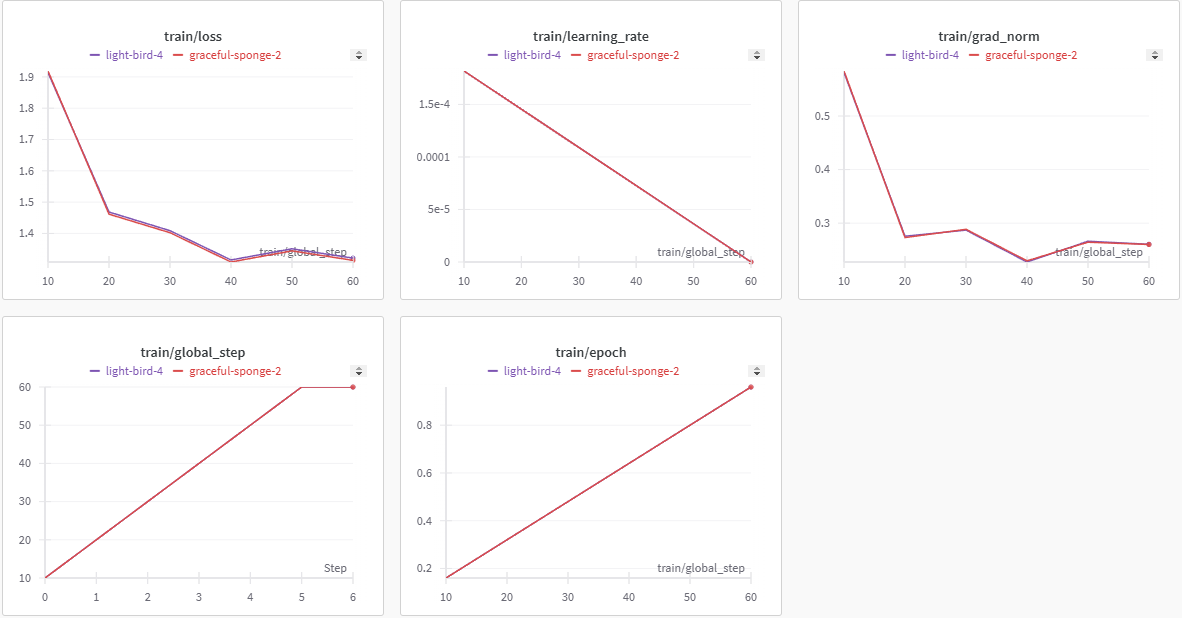 train/loss
light-bird-4 graceful-sponge-2
1.9
1.8
1.7
1.6
1.5
1.4
train/global_step
10 20 30 40 50 60
train/learning_rate
light-bird-4 graceful-sponge-2
1.5e-4
0.0001
5e-5
0
train/global_step
10 20 30 40 50 60
train/grad_norm
light-bird-4 graceful-sponge-2
0.5
0.4
0.3
train/global_step
10 20 30 40 50 60
train/global_step
light-bird-4 graceful-sponge-2
60
50
40
30
20
10
Step
0 1 2 3 4 5 6
train/epoch
light-bird-4 graceful-sponge-2
0.8
0.6
0.4
0.2
train/global_step
10 20 30 40 50 60